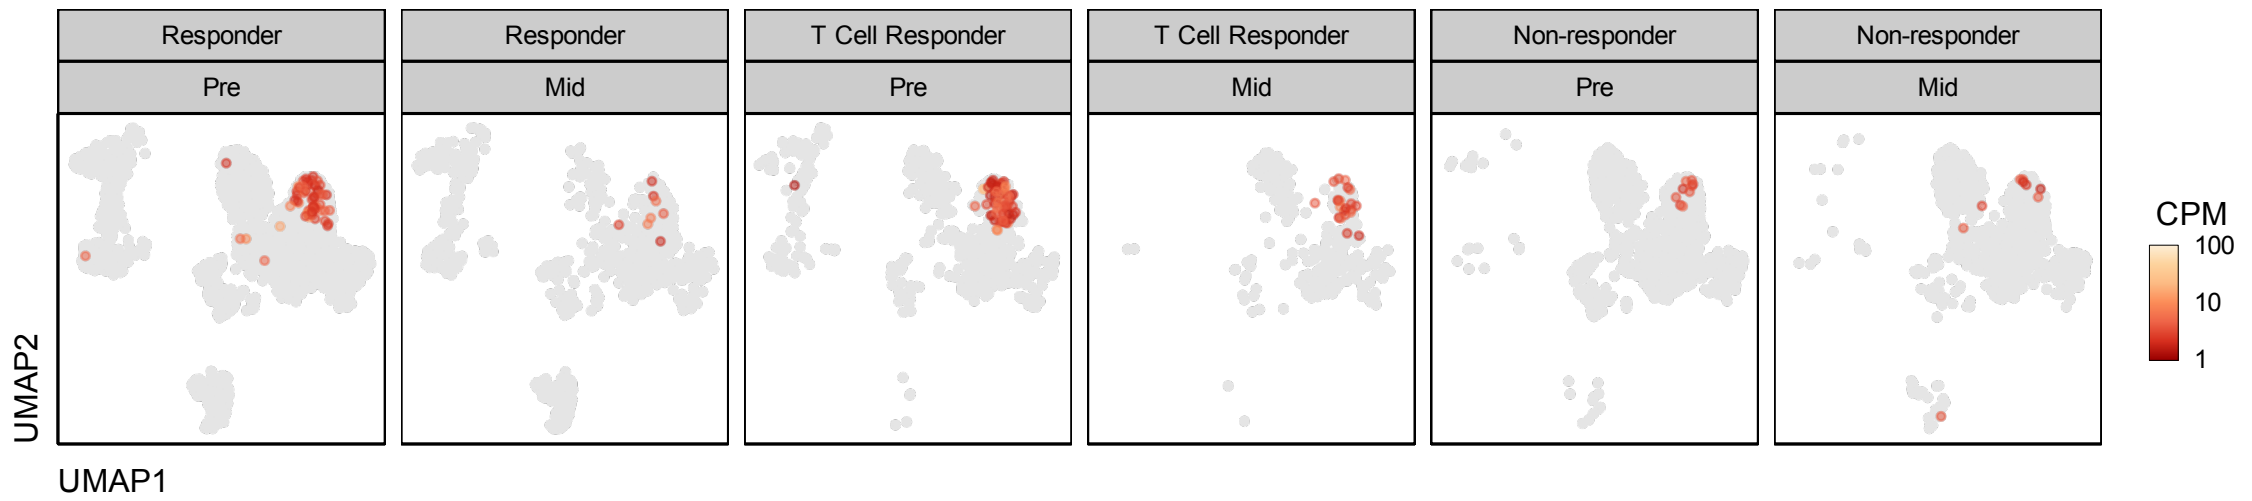 Responder Responder T Cell Responder T Cell Responder Non-responder Non-responder
Pre Mid Pre Mid Pre Mid
CPM
100
10
1
UMAP2
UMAP1